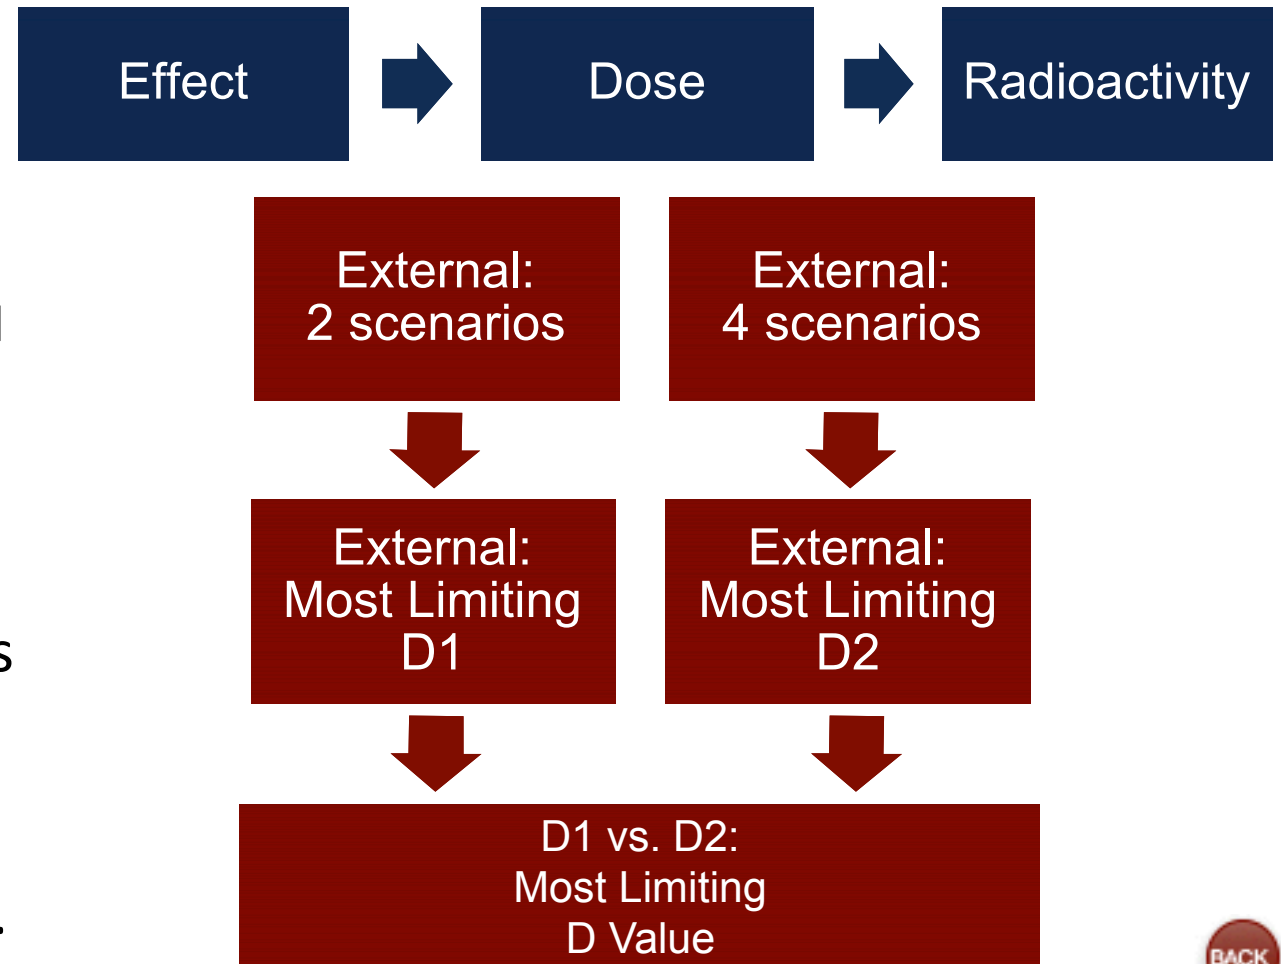 Effect
Dose
Radioactivity
External:
2 scenarios
External:
4 scenarios
External:
Most Limiting
D1
External:
Most Limiting
D2
s
.
D1 vs. D2:
Most Limiting
D Value
BACK